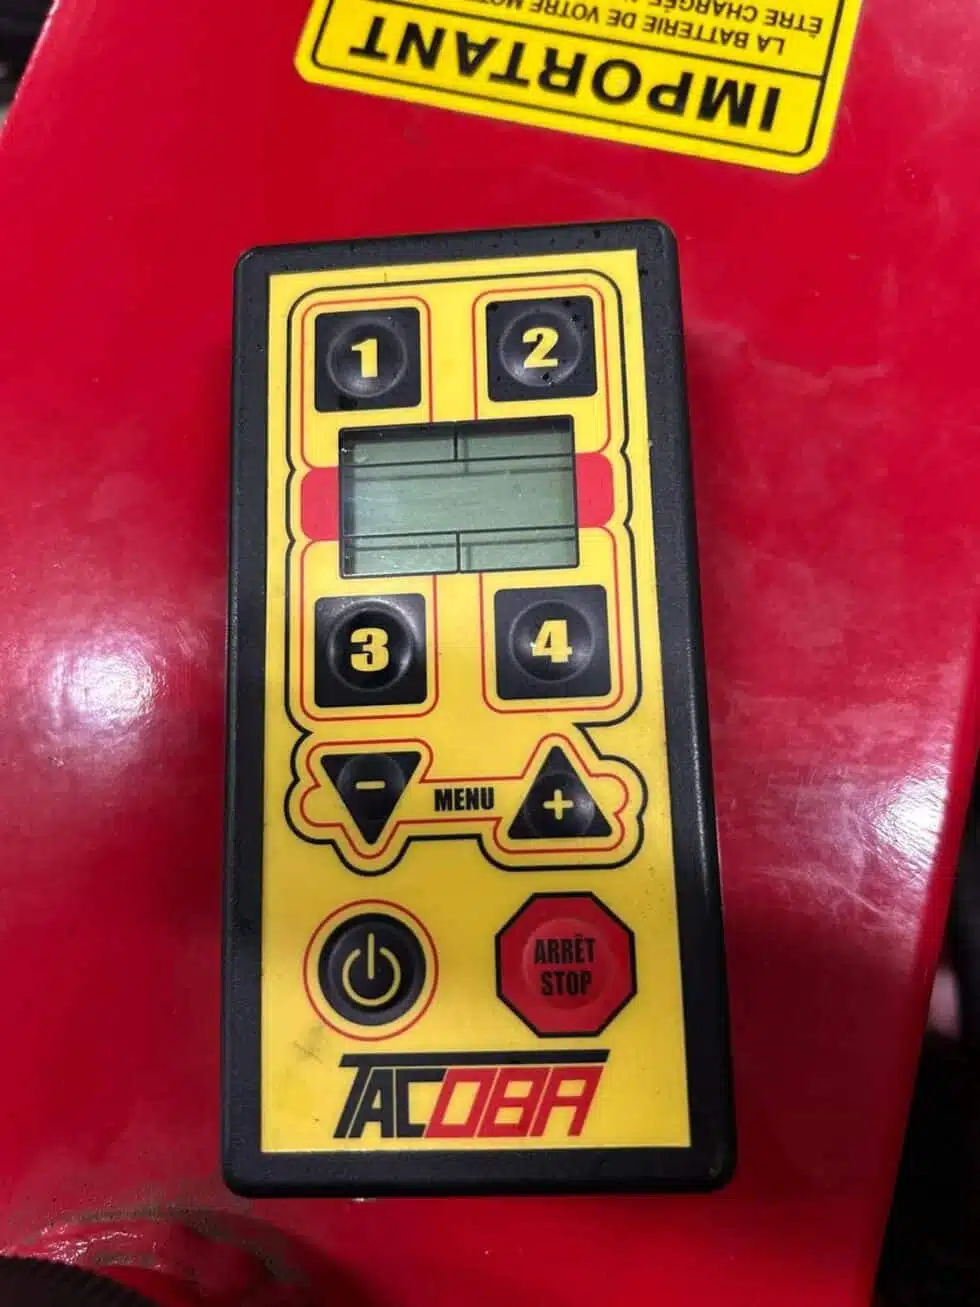 IMPORTANT
LA BATTERIE DE VOTRE
ÊTRE CHARGÉE
1
2
3
4
-
MENU
+
ARRÊT
STOP
TACOBA